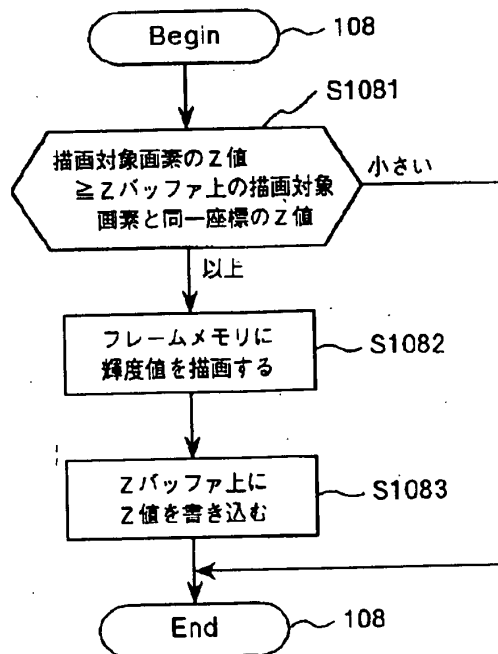 Begin
108
S1081
描画対象画素のZ値
≧Zバッファ上の描画対象
画素と同一座標のZ値
小さい
以上
フレームメモリに
輝度値を描画する
S1082
Zバッファ上に
Z値を書き込む
S1083
End
108